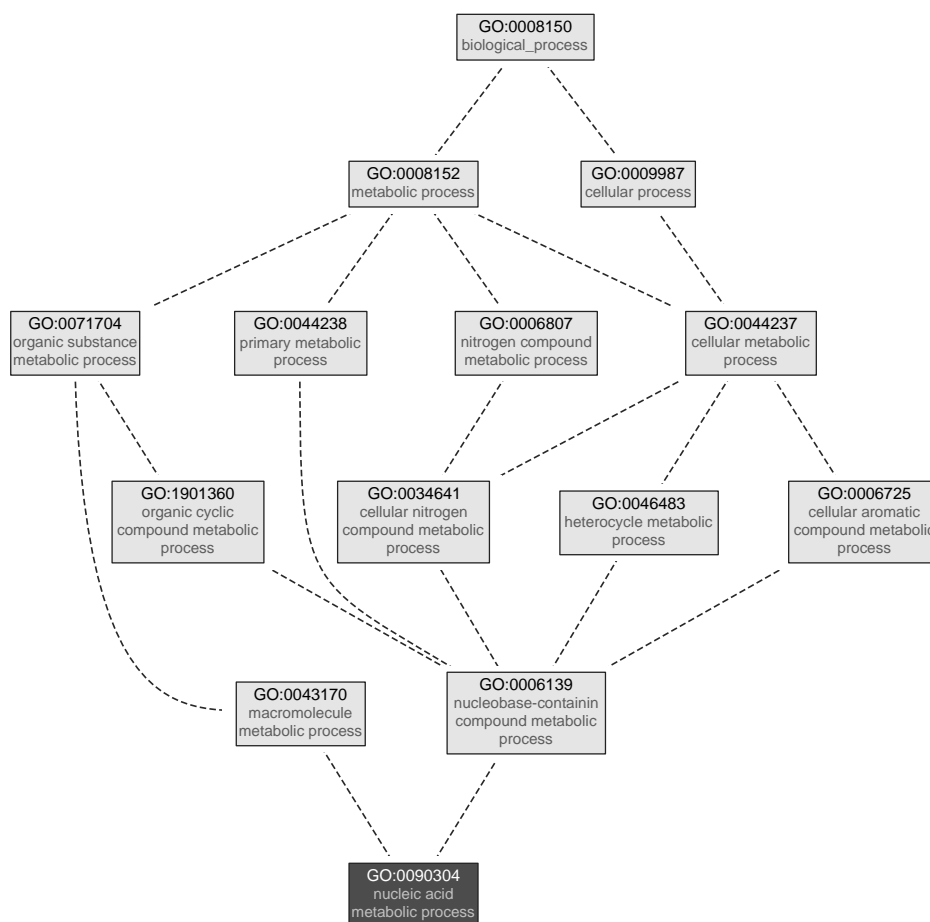 GO:0008150
biological_process
GO:0008152
metabolic process
GO:0009987
cellular process
GO:0071704
organic substance
metabolic process
GO:0044238
primary metabolic
process
GO:0006807
nitrogen compound
metabolic process
GO:0044237
cellular metabolic
process
GO:1901360
organic cyclic
compound metabolic
process
GO:0034641
cellular nitrogen
compound metabolic
process
GO:0046483
heterocycle metabolic
process
GO:0006725
cellular aromatic
compound metabolic
process
GO:0043170
macromolecule
metabolic process
GO:0006139
nucleobase-containin
compound metabolic
process
GO:0090304
nucleic acid
metabolic process